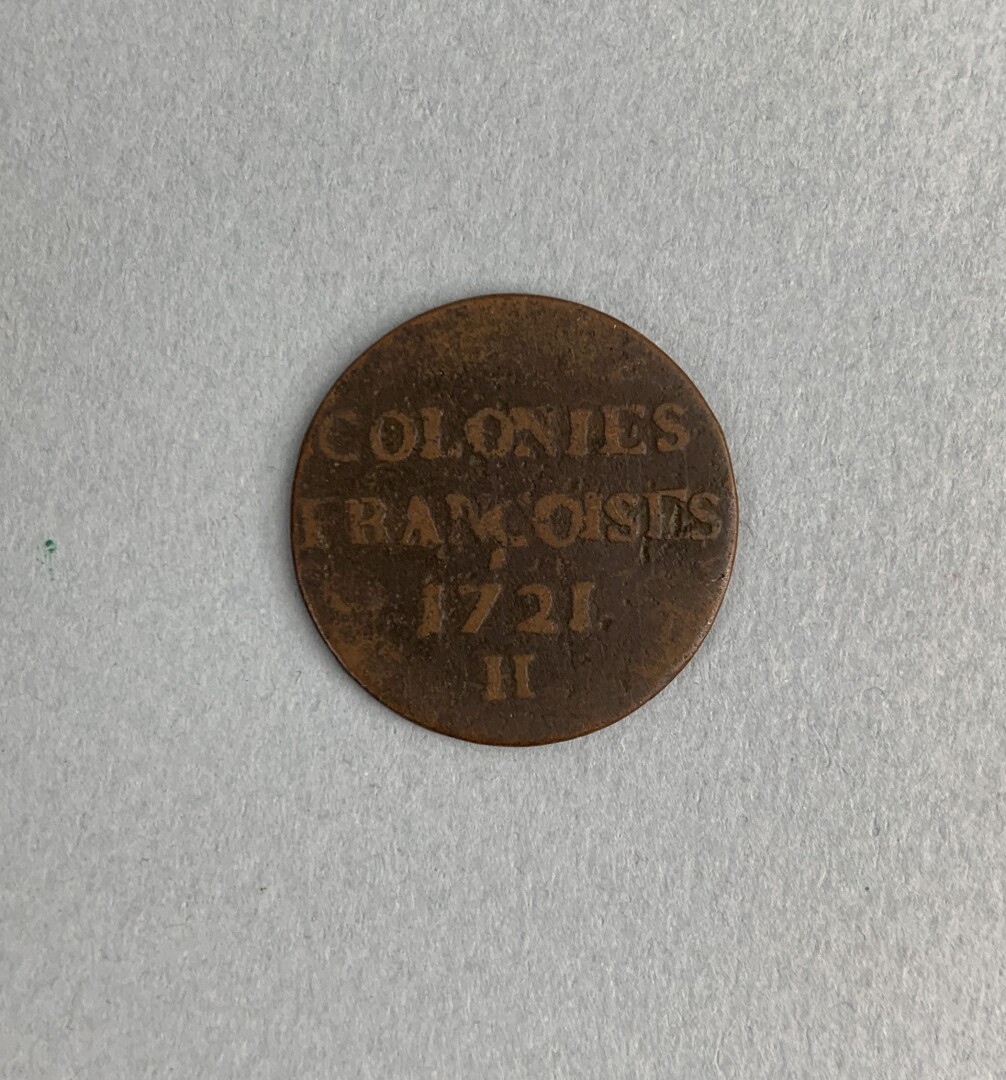 COLONIES
FRANÇOISES
1721
H